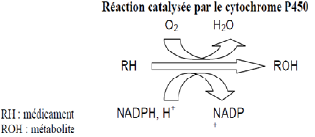 Réaction catalysée par le cytochrome P450
O₂ H₂O
RH ROH
NADPH, H⁺ NADP
RH : médicament
ROH : métabolite